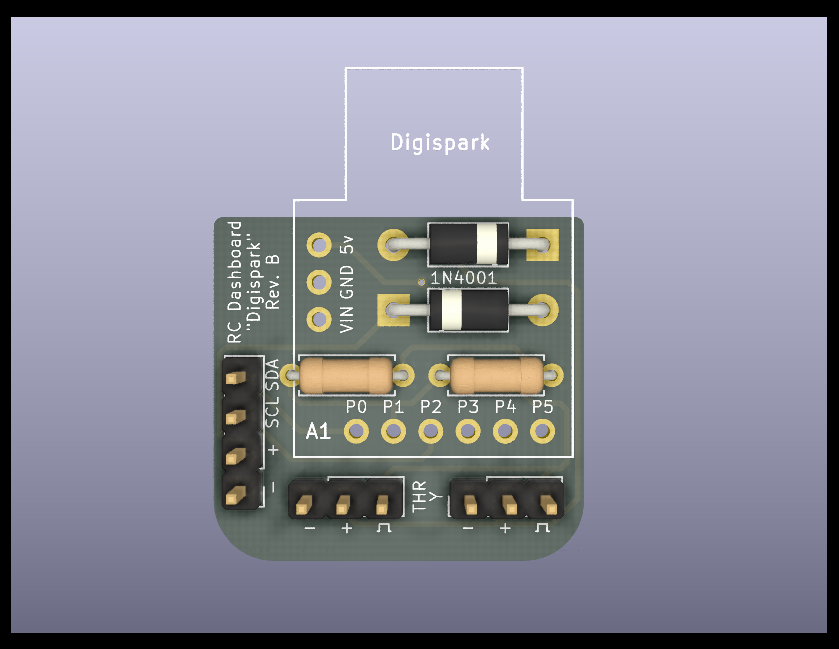 Digispark
RC Dashboard
"Digispark"
Rev. B
5v
GND
VIN
1N4001
SDA
SCL
+
-
P0 P1 P2 P3 P4 P5
A1
THR
Y
- +
- +